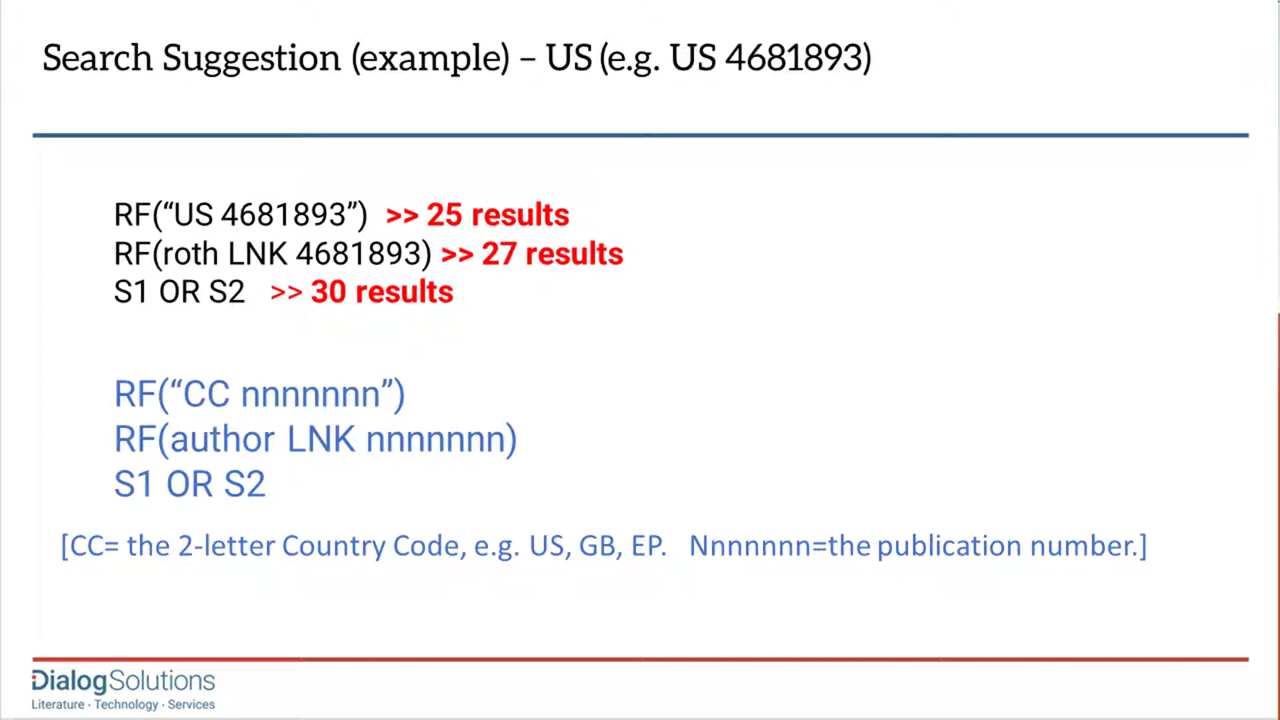 Search Suggestion (example) – US (e.g. US 4681893)
RF(“US 4681893”) >> 25 results
RF(roth LNK 4681893) >> 27 results
S1 OR S2 >> 30 results
RF(“CC nnnnnnn”)
RF(author LNK nnnnnnn)
S1 OR S2
[CC= the 2-letter Country Code, e.g. US, GB, EP. Nnnnnnn=the publication number.]
DialogSolutions
Literature · Technology · Services